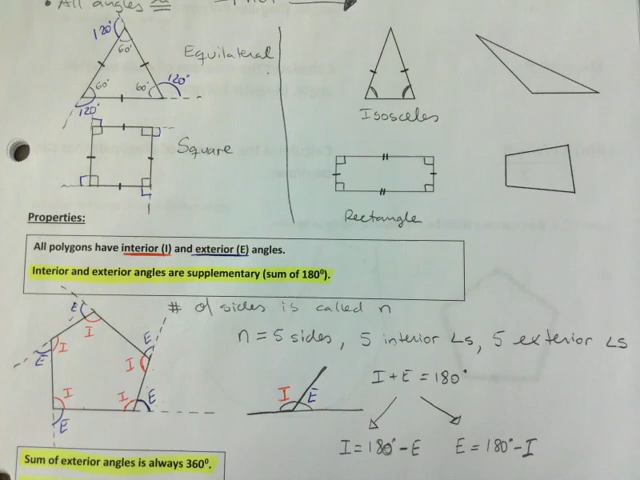 • All angles ≅
120°
60°
Equilateral
60°
60°
120°
120°
Isosceles
Square
Rectangle
Properties:
All polygons have interior (I) and exterior (E) angles.
Interior and exterior angles are supplementary (sum of 180⁰).
# of sides is called n
n = 5 sides, 5 interior ∠s, 5 exterior ∠s
E
I
E
I
E
I
I
I
E
E
I
E
I + E = 180°
I = 180° - E
E = 180° - I
Sum of exterior angles is always 360⁰.